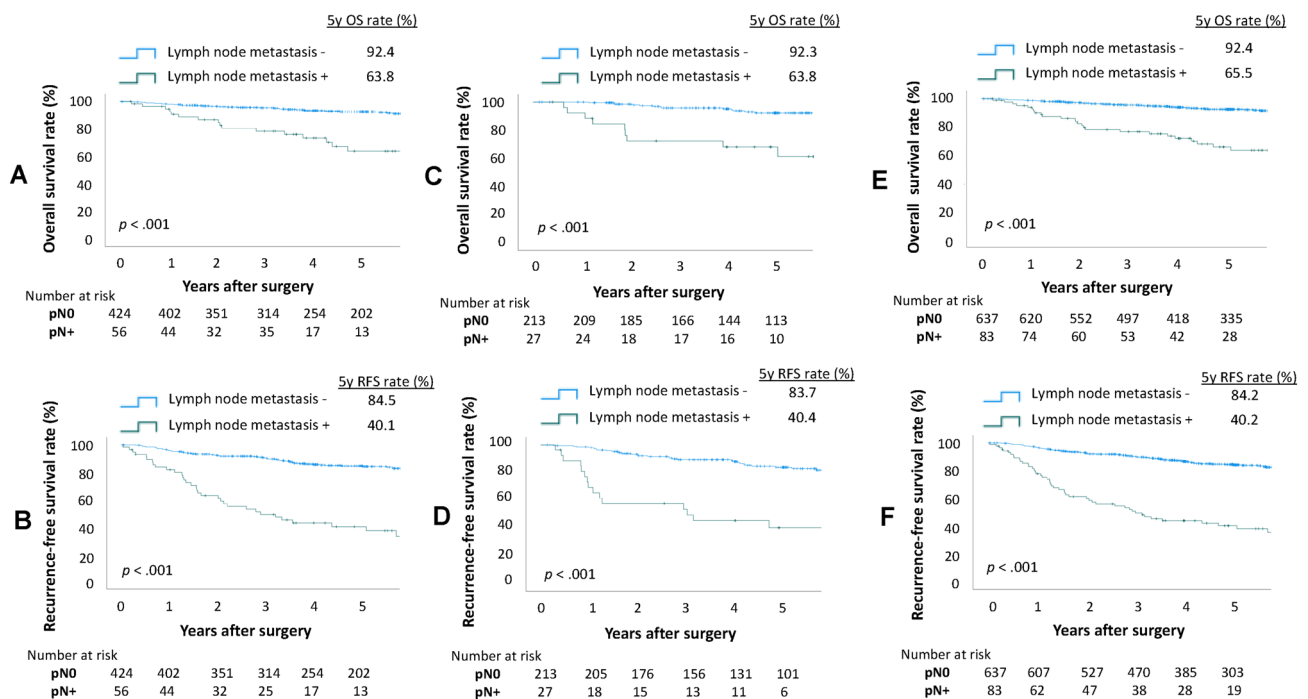 A
5y OS rate (%)
Lymph node metastasis - 92.4
Lymph node metastasis + 63.8
Overall survival rate (%)
100
80
60
40
20
0
p < .001
0 1 2 3 4 5
Years after surgery
Number at risk
pN0 424 402 351 314 254 202
pN+ 56 44 32 35 17 13
C
5y OS rate (%)
Lymph node metastasis - 92.3
Lymph node metastasis + 63.8
Overall survival rate (%)
100
80
60
40
20
0
p < .001
0 1 2 3 4 5
Years after surgery
Number at risk
pN0 213 209 185 166 144 113
pN+ 27 24 18 17 16 10
E
5y OS rate (%)
Lymph node metastasis - 92.4
Lymph node metastasis + 65.5
Overall survival rate (%)
100
80
60
40
20
0
p < .001
0 1 2 3 4 5
Years after surgery
Number at risk
pN0 637 620 552 497 418 335
pN+ 83 74 60 53 42 28
B
5y RFS rate (%)
Lymph node metastasis - 84.5
Lymph node metastasis + 40.1
Recurrence-free survival rate (%)
100
80
60
40
20
0
p < .001
0 1 2 3 4 5
Years after surgery
Number at risk
pN0 424 402 351 314 254 202
pN+ 56 44 32 25 17 13
D
5y RFS rate (%)
Lymph node metastasis - 83.7
Lymph node metastasis + 40.4
Recurrence-free survival rate (%)
100
80
60
40
20
0
p < .001
0 1 2 3 4 5
Years after surgery
Number at risk
pN0 213 205 176 156 131 101
pN+ 27 18 15 13 11 6
F
5y RFS rate (%)
Lymph node metastasis - 84.2
Lymph node metastasis + 40.2
Recurrence-free survival rate (%)
100
80
60
40
20
0
p < .001
0 1 2 3 4 5
Years after surgery
Number at risk
pN0 637 607 527 470 385 303
pN+ 83 62 47 38 28 19